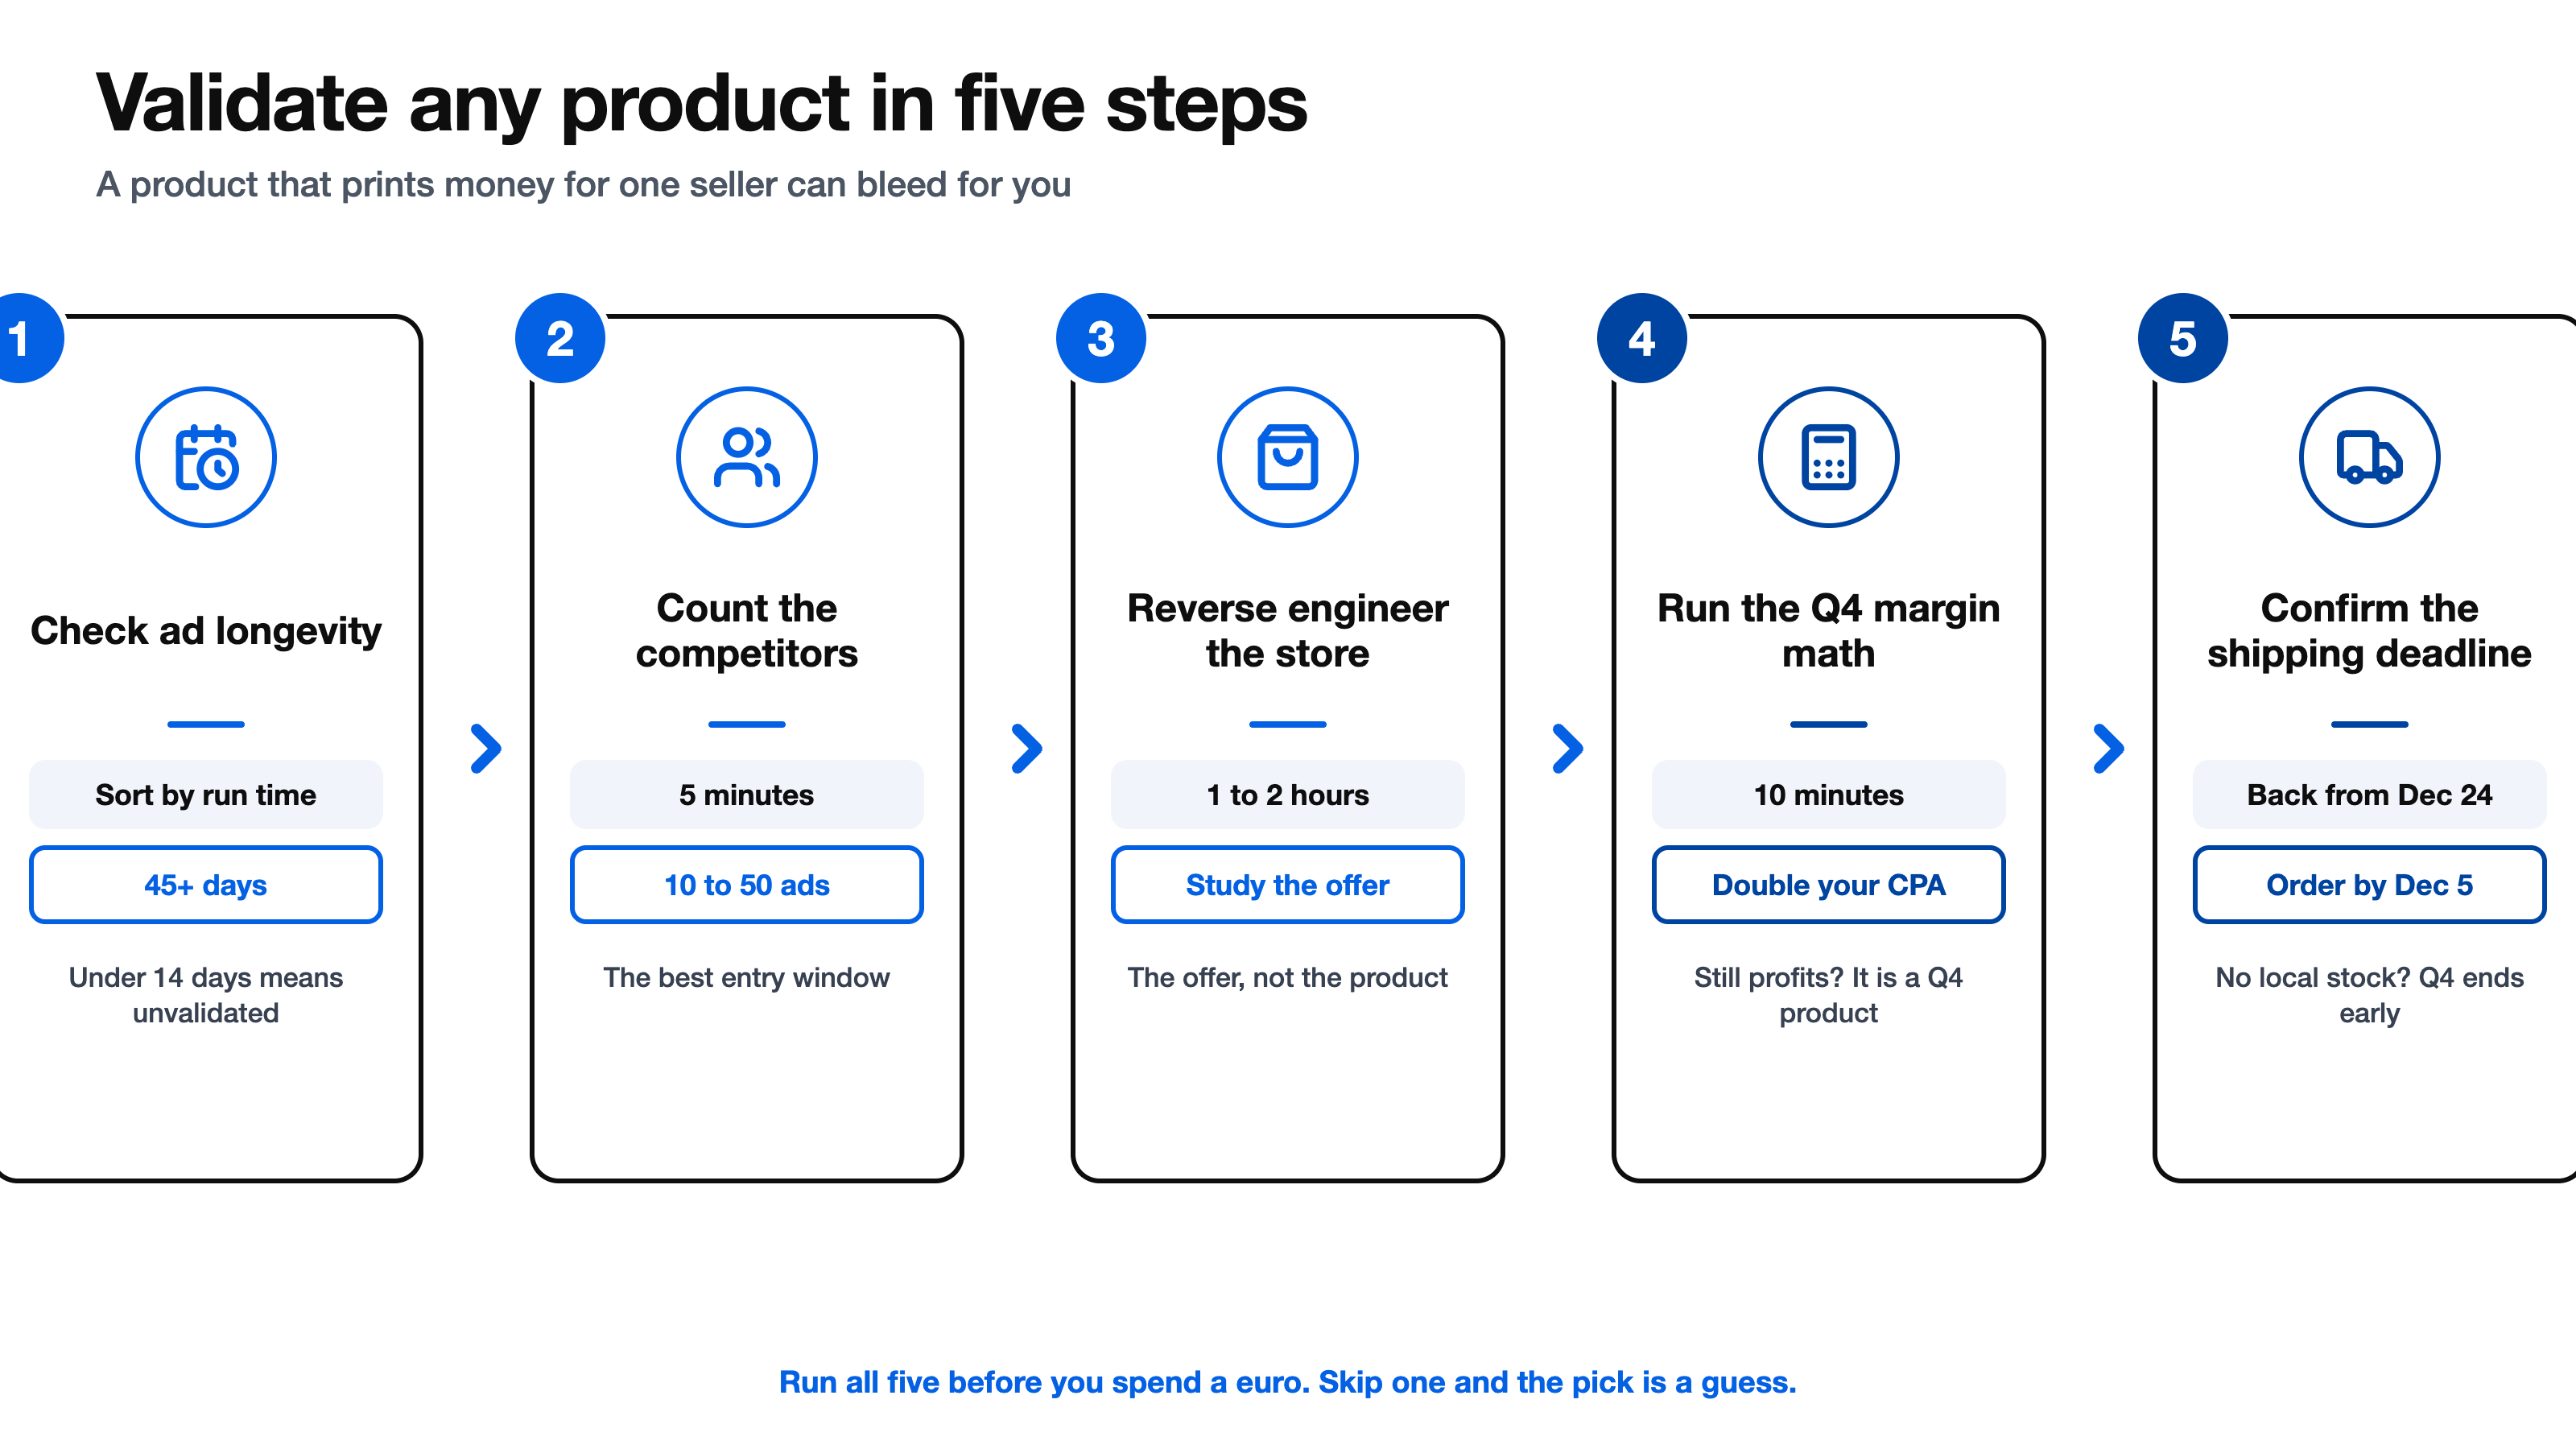 Validate any product in five steps
A product that prints money for one seller can bleed for you
1
Check ad longevity
Sort by run time
45+ days
Under 14 days means
unvalidated
2
Count the
competitors
5 minutes
10 to 50 ads
The best entry window
3
Reverse engineer
the store
1 to 2 hours
Study the offer
The offer, not the product
4
Run the Q4 margin
math
10 minutes
Double your CPA
Still profits? It is a Q4
product
5
Confirm the
shipping deadline
Back from Dec 24
Order by Dec 5
No local stock? Q4 ends
early
Run all five before you spend a euro. Skip one and the pick is a guess.